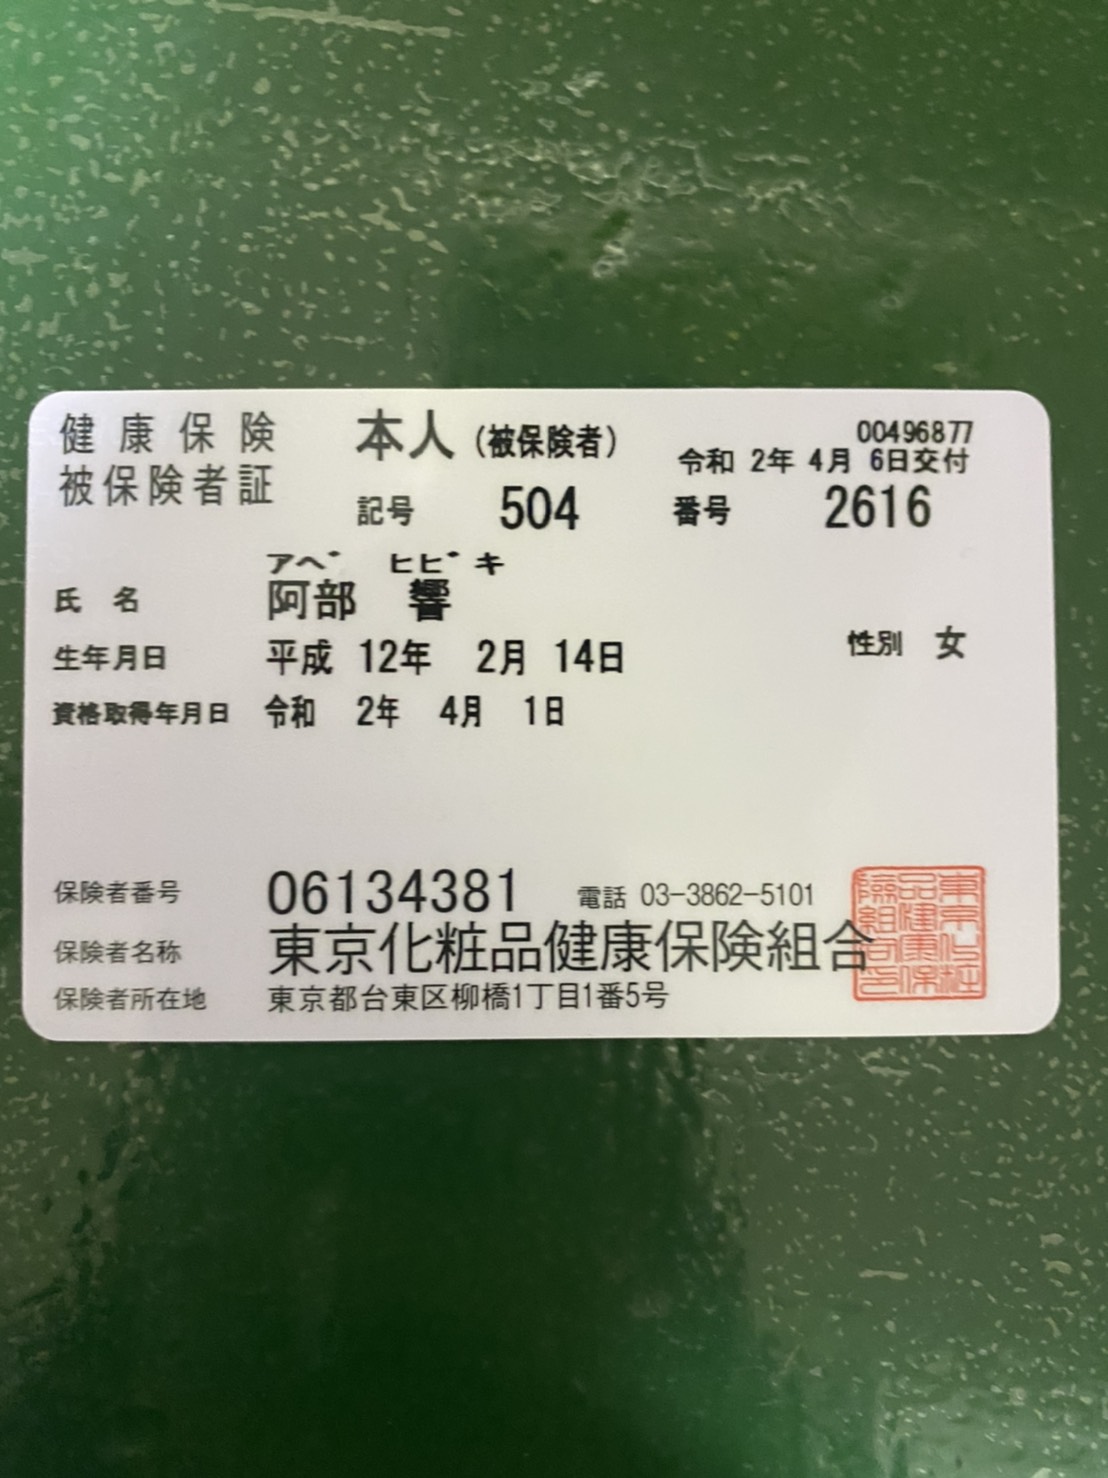 健康保険 本人(被保険者) 00496877
被保険者証 令和 2年 4月 6日交付
記号 504 番号 2616
アベ ヒビキ
氏 名 阿部 響
生年月日 平成 12年 2月 14日 性別 女
資格取得年月日 令和 2年 4月 1日
保険者番号 06134381 電話 03-3862-5101
保険者名称 東京化粧品健康保険組合
保険者所在地 東京都台東区柳橋1丁目1番5号